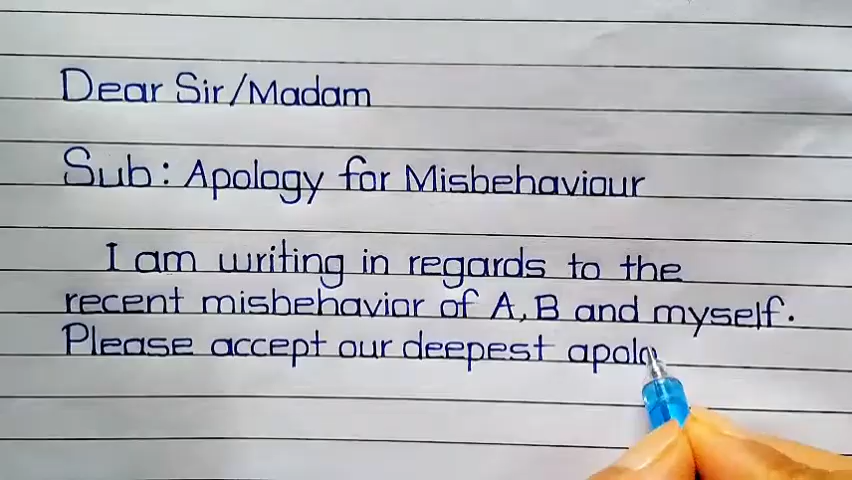 Dear Sir/Madam
Sub: Apology for Misbehaviour
I am writing in regards to the
recent misbehavior of A, B and myself.
Please accept our deepest apolo